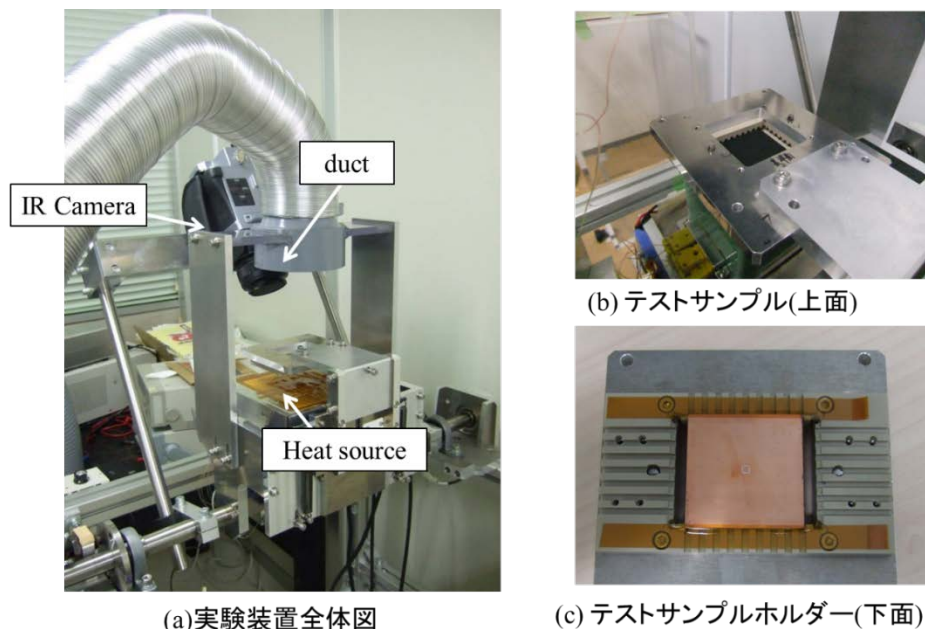 duct
IR Camera
Heat source
(a)実験装置全体図
(b) テストサンプル(上面)
(c) テストサンプルホルダー(下面)